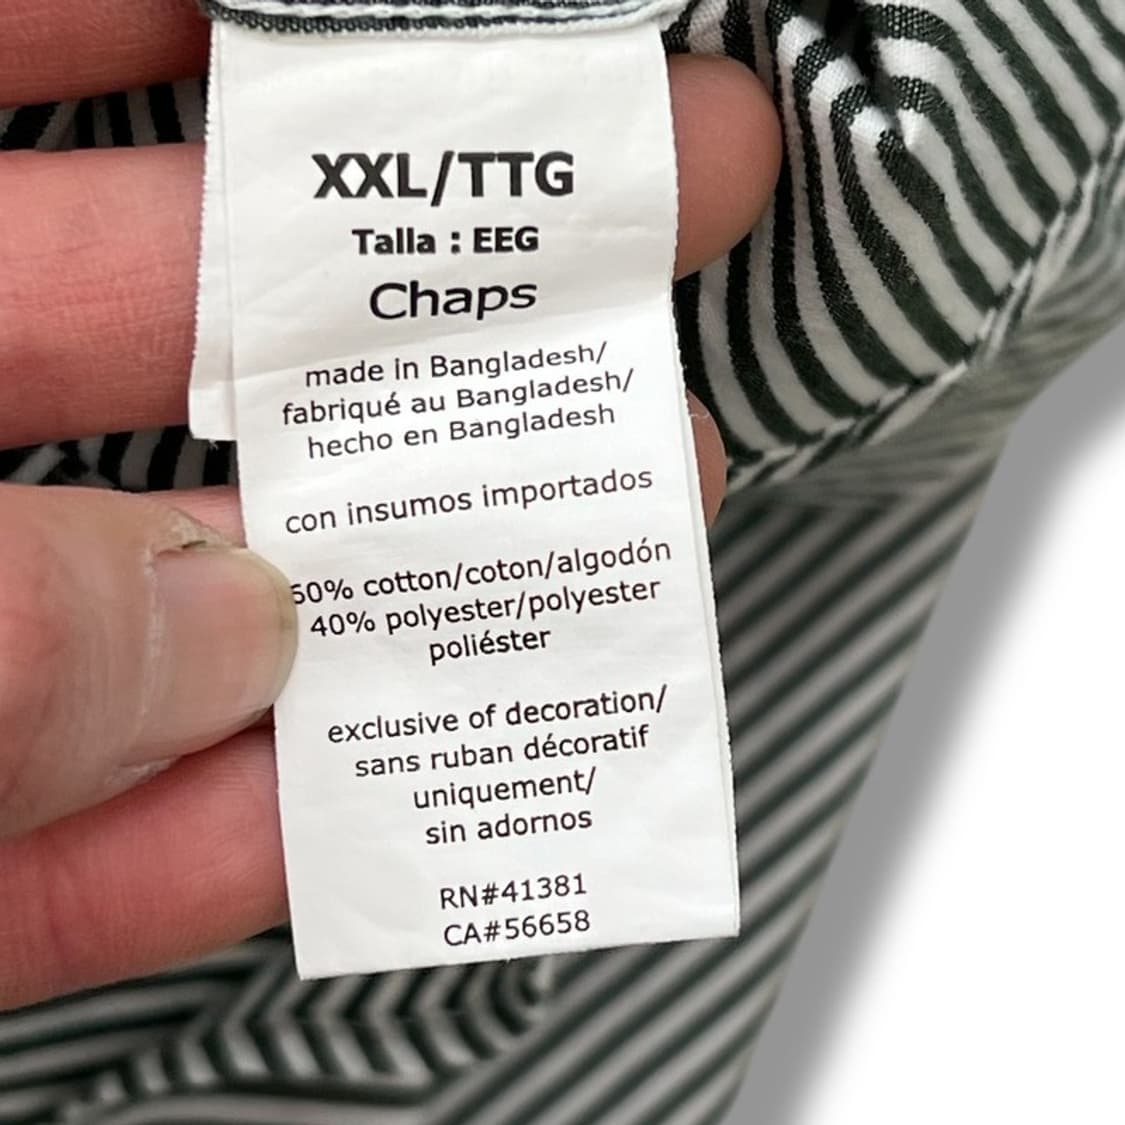 XXL/TTG
Talla : EEG
Chaps
made in Bangladesh/
fabriqué au Bangladesh/
hecho en Bangladesh
con insumos importados
60% cotton/coton/algodón
40% polyester/polyester
poliéster
exclusive of decoration/
sans ruban décoratif
uniquement/
sin adornos
RN#41381
CA#56658